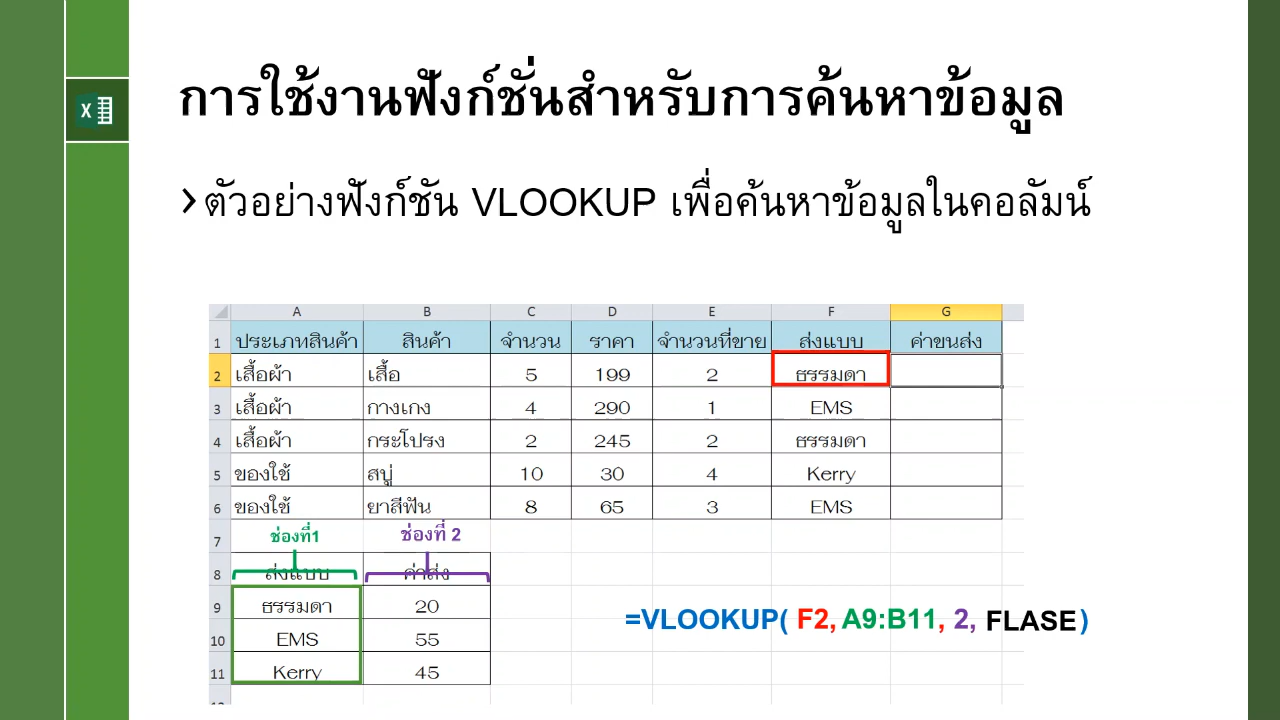 การใช้งานฟังก์ชั่นสำหรับการค้นหาข้อมูล
ตัวอย่างฟังก์ชัน VLOOKUP เพื่อค้นหาข้อมูลในคอลัมน์
A B C D E F G
1 ประเภทสินค้า สินค้า จำนวน ราคา จำนวนที่ขาย ส่งแบบ ค่าขนส่ง
2 เสื้อผ้า เสื้อ 5 199 2 ธรรมดา
3 เสื้อผ้า กางเกง 4 290 1 EMS
4 เสื้อผ้า กระโปรง 2 245 2 ธรรมดา
5 ของใช้ สบู่ 10 30 4 Kerry
6 ของใช้ ยาสีฟัน 8 65 3 EMS
7 ช่องที่1 ช่องที่ 2
8 ส่งแบบ ค่าส่ง
9 ธรรมดา 20
=VLOOKUP( F2, A9:B11, 2, FLASE)
10 EMS 55
11 Kerry 45